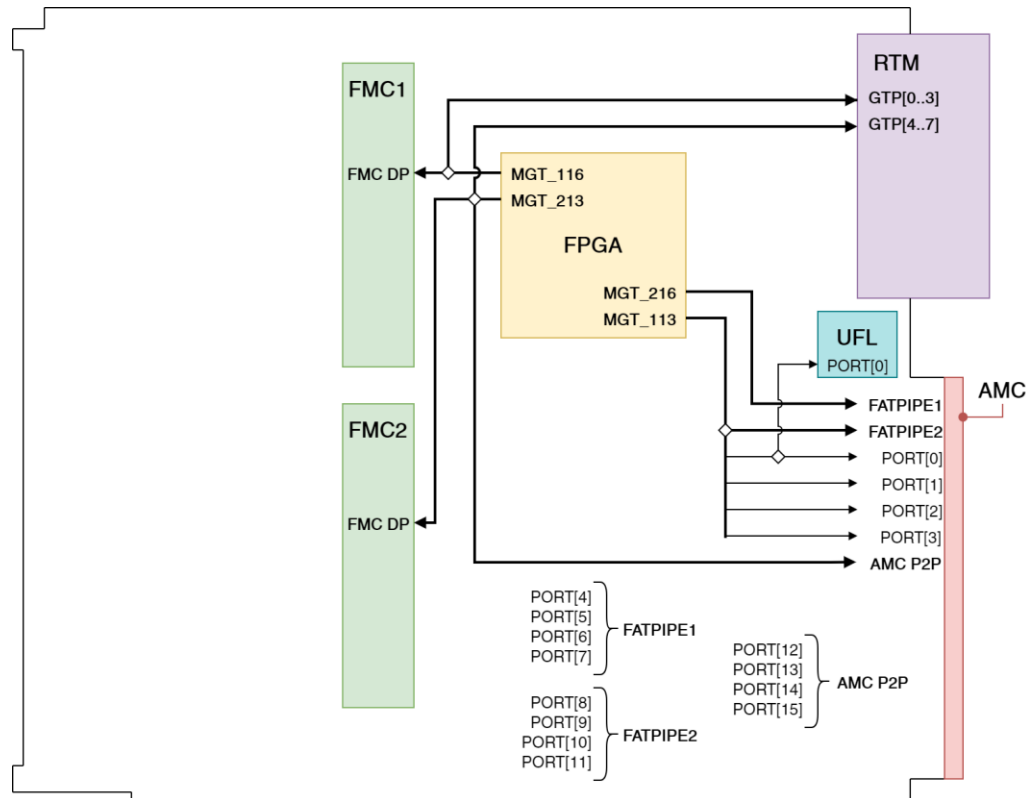 RTM
GTP[0..3]
GTP[4..7]
FMC1
FMC DP
MGT_116
MGT_213
FPGA
MGT_216
MGT_113
UFL
PORT[0]
AMC
FATPIPE1
FATPIPE2
PORT[0]
PORT[1]
PORT[2]
PORT[3]
AMC P2P
FMC2
FMC DP
PORT[4]
PORT[5]
PORT[6]
PORT[7]
FATPIPE1
PORT[8]
PORT[9]
PORT[10]
PORT[11]
FATPIPE2
PORT[12]
PORT[13]
PORT[14]
PORT[15]
AMC P2P